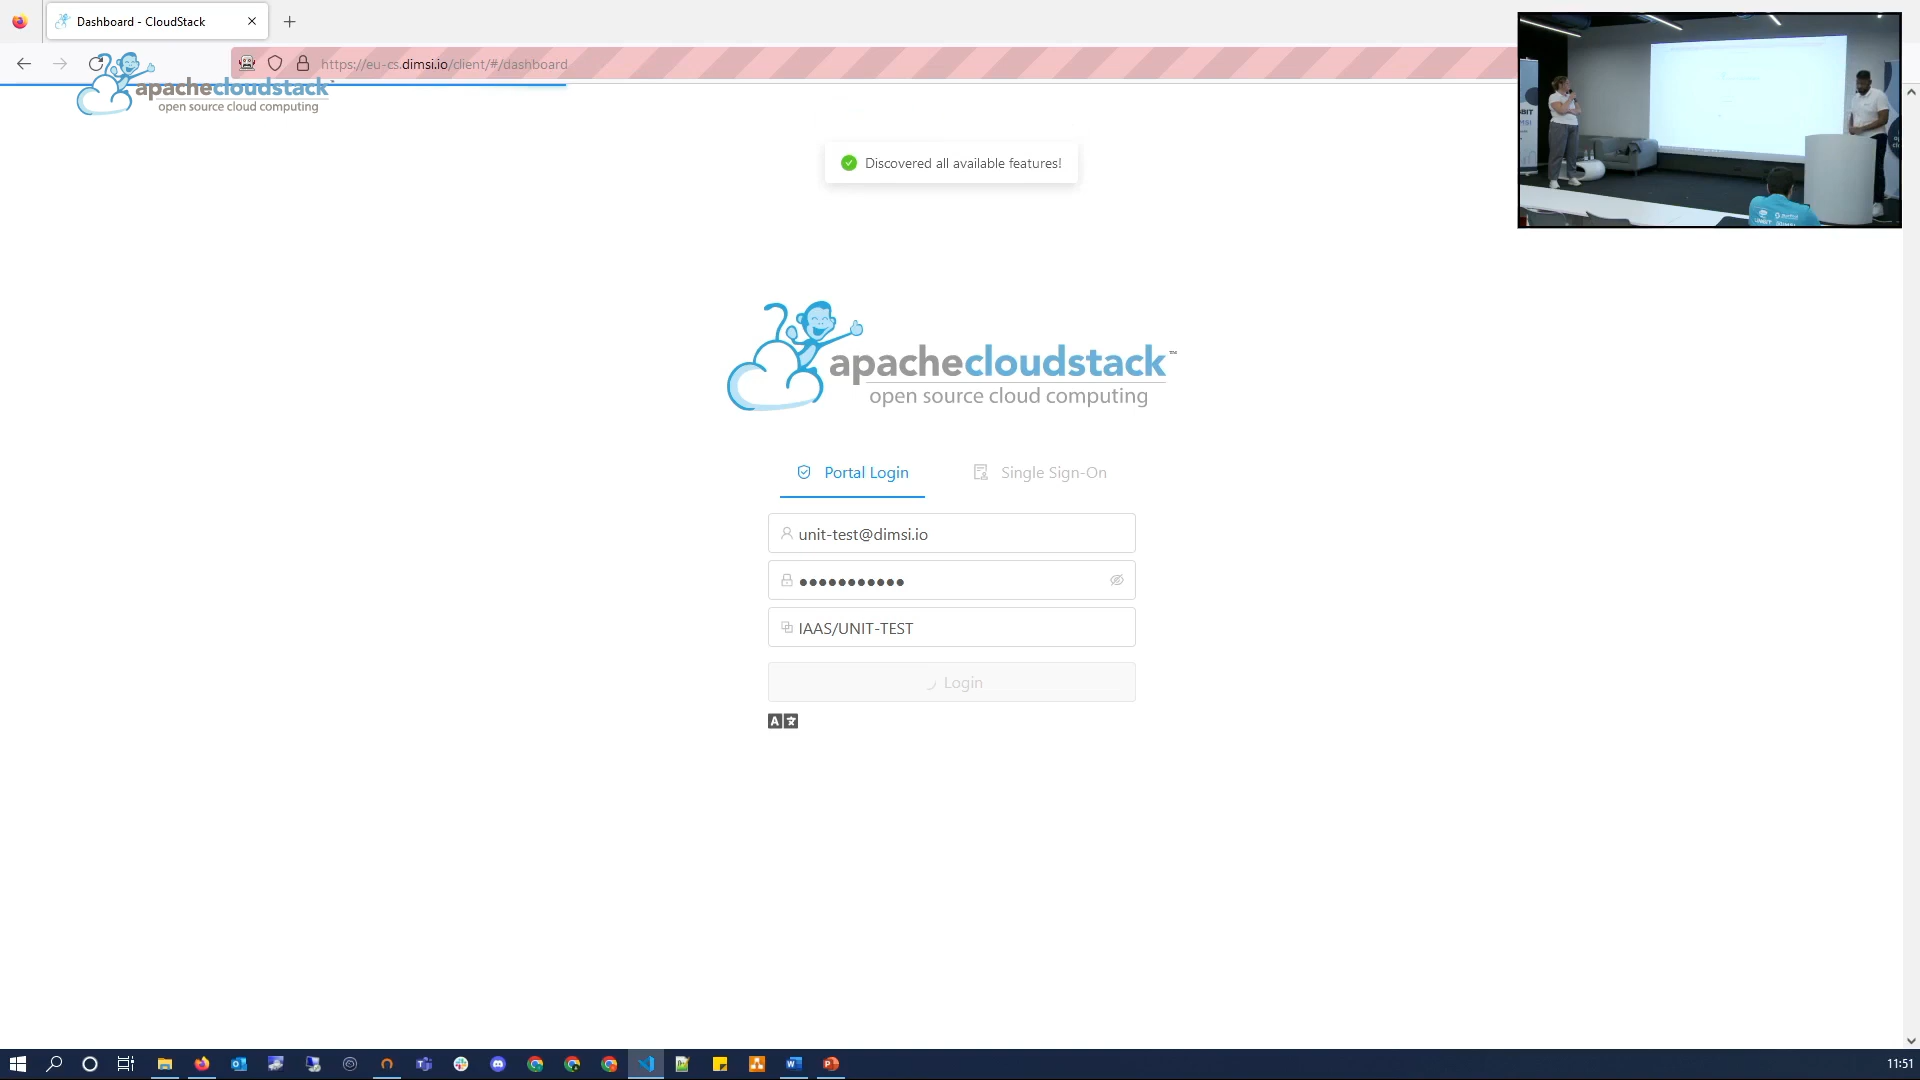 Dashboard - CloudStack
https://eu-cs.dimsi.io/client/#/dashboard
apachecloudstack
open source cloud computing
Discovered all available features!
apachecloudstack™
open source cloud computing
Portal Login
Single Sign-On
unit-test@dimsi.io
IAAS/UNIT-TEST
Login
11:51